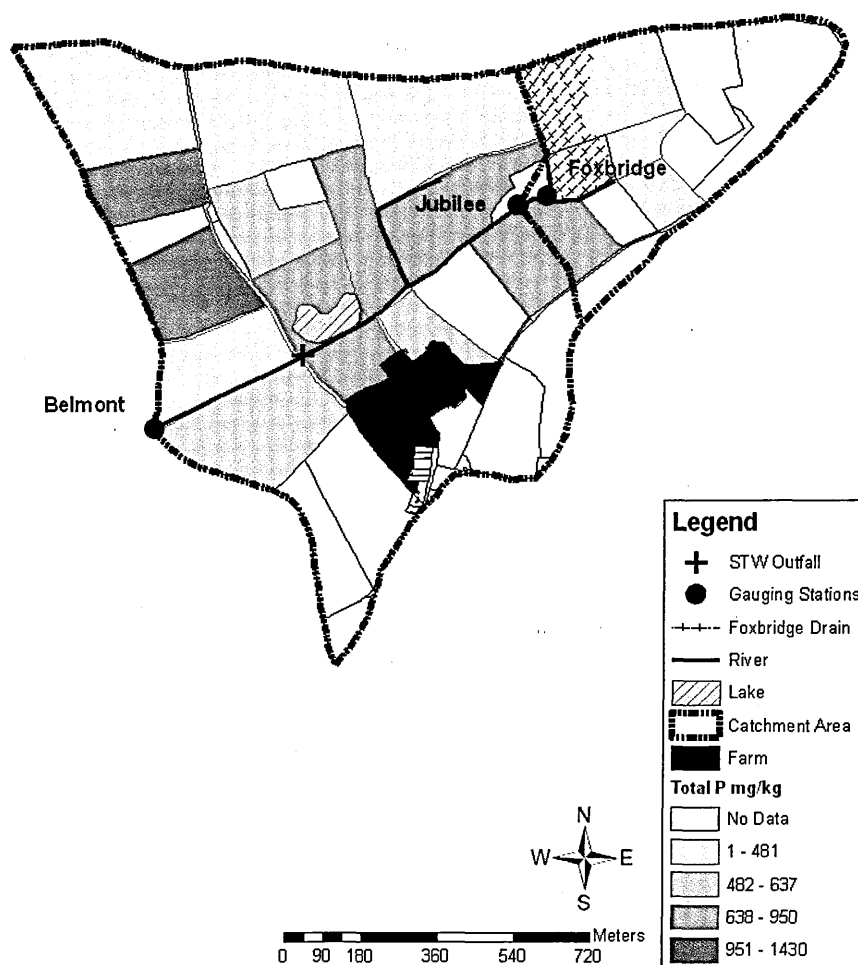 Foxbridge
Jubilee
Belmont
Legend
STW Outfall
Gauging Stations
Foxbridge Drain
River
Lake
Catchment Area
Farm
Total P mg/kg
No Data
1 - 481
482 - 637
638 - 950
951 - 1430
N
W E
S
Meters
0 90 180 360 540 720